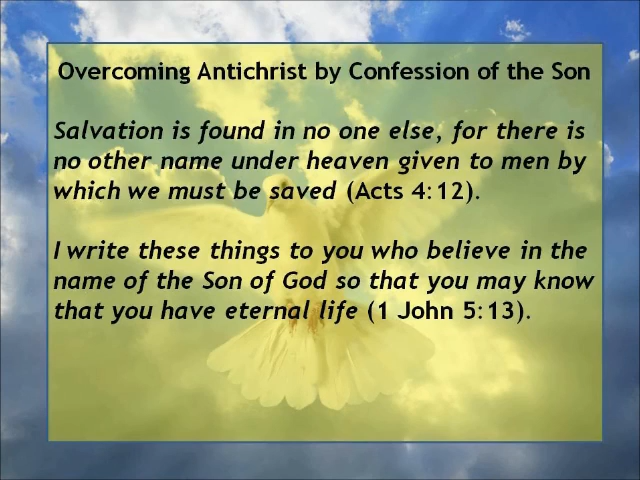 Overcoming Antichrist by Confession of the Son
Salvation is found in no one else, for there is
no other name under heaven given to men by
which we must be saved (Acts 4:12).
I write these things to you who believe in the
name of the Son of God so that you may know
that you have eternal life (1 John 5:13).